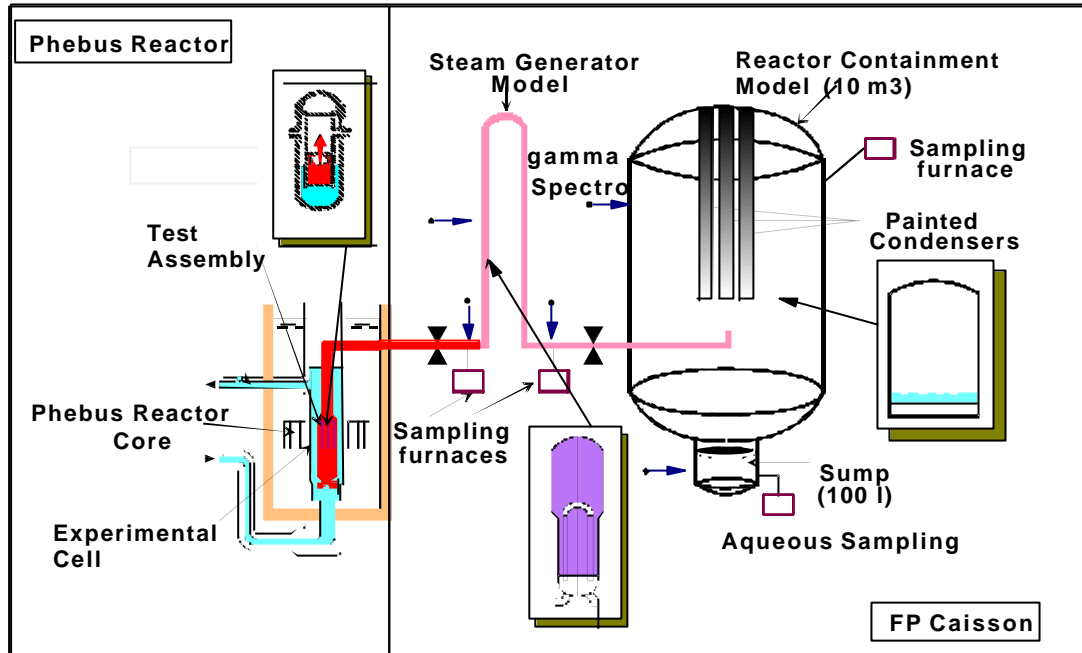 Phebus Reactor
Steam Generator
Model
Reactor Containment
Model (10 m3)
gamma
Spectro
Sampling
furnace
Test
Assembly
Painted
Condensers
Phebus Reactor
Core
Sampling
furnaces
Sump
(100 l)
Experimental
Cell
Aqueous Sampling
FP Caisson